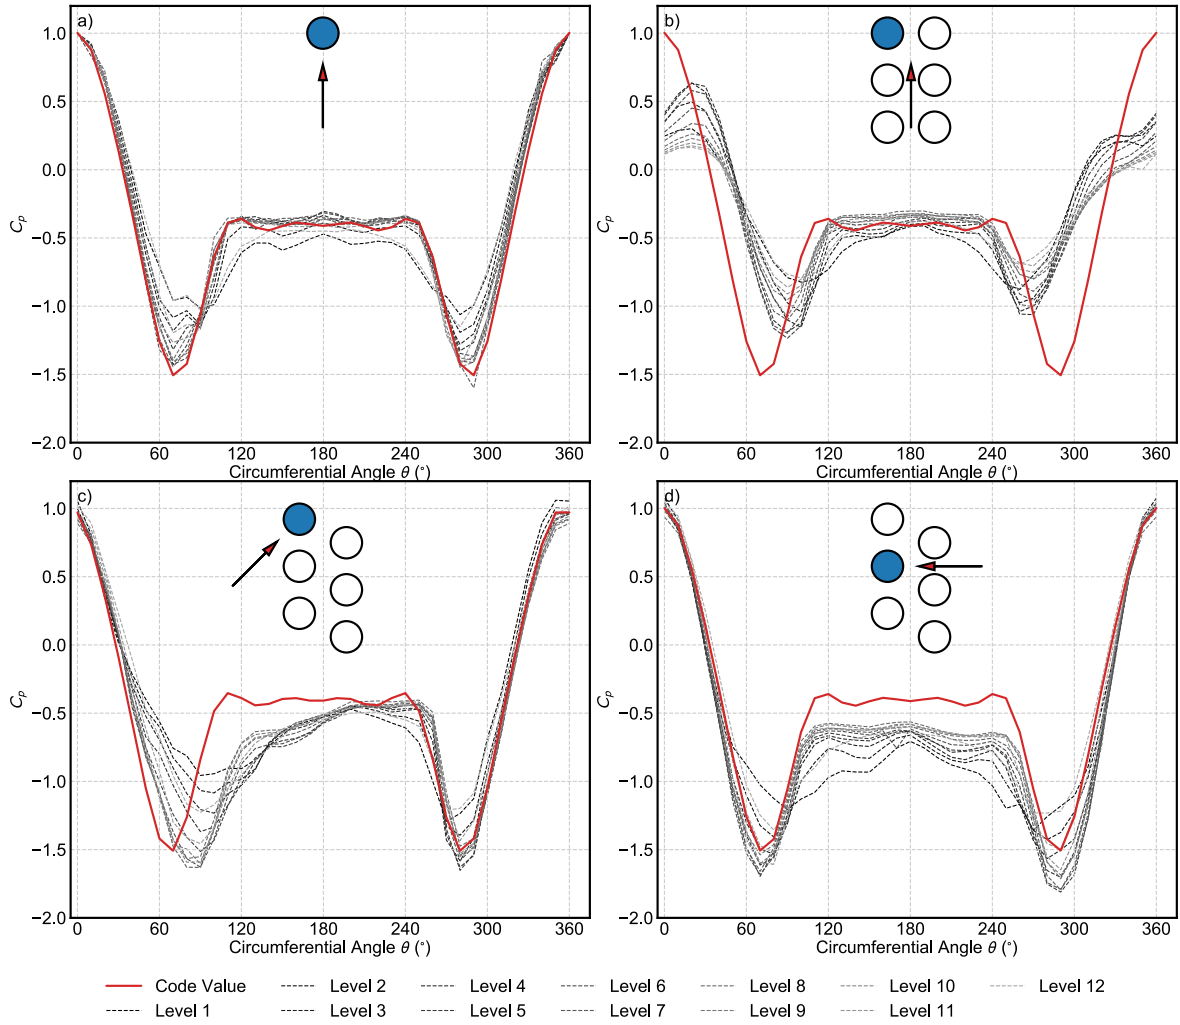 a)
1.0
0.5
0.0
−0.5
−1.0
−1.5
−2.0
Cp
0 60 120 180 240 300 360
Circumferential Angle θ (°)
b)
1.0
0.5
0.0
−0.5
−1.0
−1.5
−2.0
Cp
0 60 120 180 240 300 360
Circumferential Angle θ (°)
c)
1.0
0.5
0.0
−0.5
−1.0
−1.5
−2.0
Cp
0 60 120 180 240 300 360
Circumferential Angle θ (°)
d)
1.0
0.5
0.0
−0.5
−1.0
−1.5
−2.0
Cp
0 60 120 180 240 300 360
Circumferential Angle θ (°)
Code Value Level 2 Level 4 Level 6 Level 8 Level 10 Level 12
Level 1 Level 3 Level 5 Level 7 Level 9 Level 11